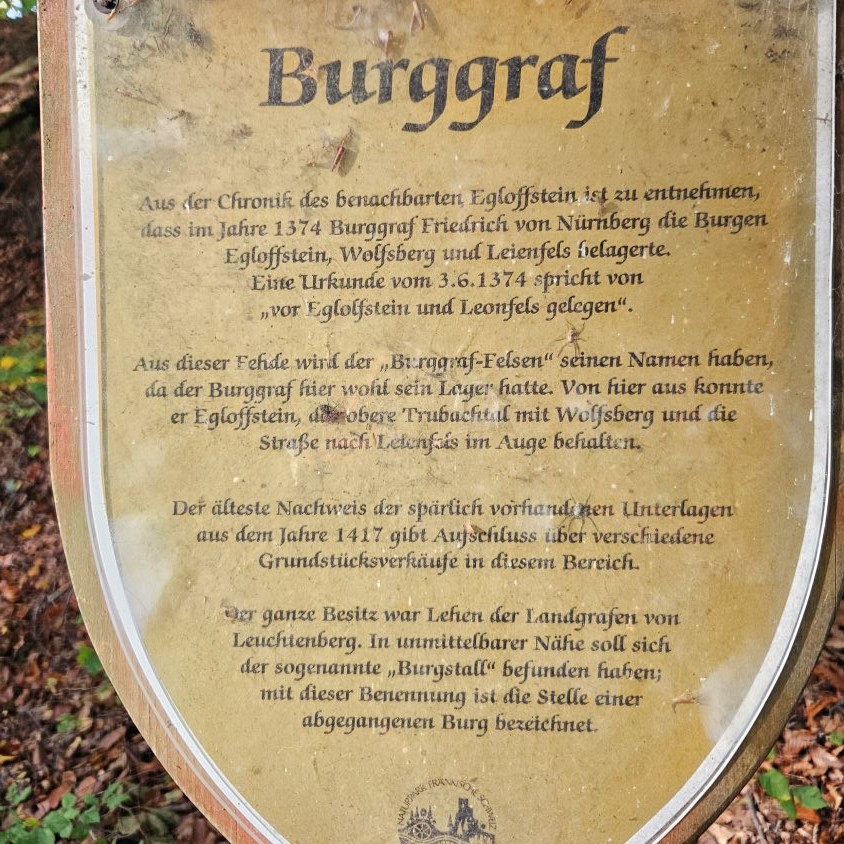 Burggraf
Aus der Chronik des benachbarten Egloffstein ist zu entnehmen,
dass im Jahre 1374 Burggraf Friedrich von Nürnberg die Burgen
Egloffstein, Wolfsberg und Leienfels belagerte.
Eine Urkunde vom 3.6.1374 spricht von
„vor Eglolfstein und Leonfels gelegen“.
Aus dieser Fehde wird der „Burggraf-Felsen“ seinen Namen haben,
da der Burggraf hier wohl sein Lager hatte. Von hier aus konnte
er Egloffstein, das obere Trubachtal mit Wolfsberg und die
Straße nach Leienfels im Auge behalten.
Der älteste Nachweis der spärlich vorhandenen Unterlagen
aus dem Jahre 1417 gibt Aufschluss über verschiedene
Grundstücksverkäufe in diesem Bereich.
Der ganze Besitz war Lehen der Landgrafen von
Leuchtenberg. In unmittelbarer Nähe soll sich
der sogenannte „Burgstall“ befunden haben;
mit dieser Benennung ist die Stelle einer
abgegangenen Burg bezeichnet.
NATURPARK FRÄNKISCHE SCHWEIZ